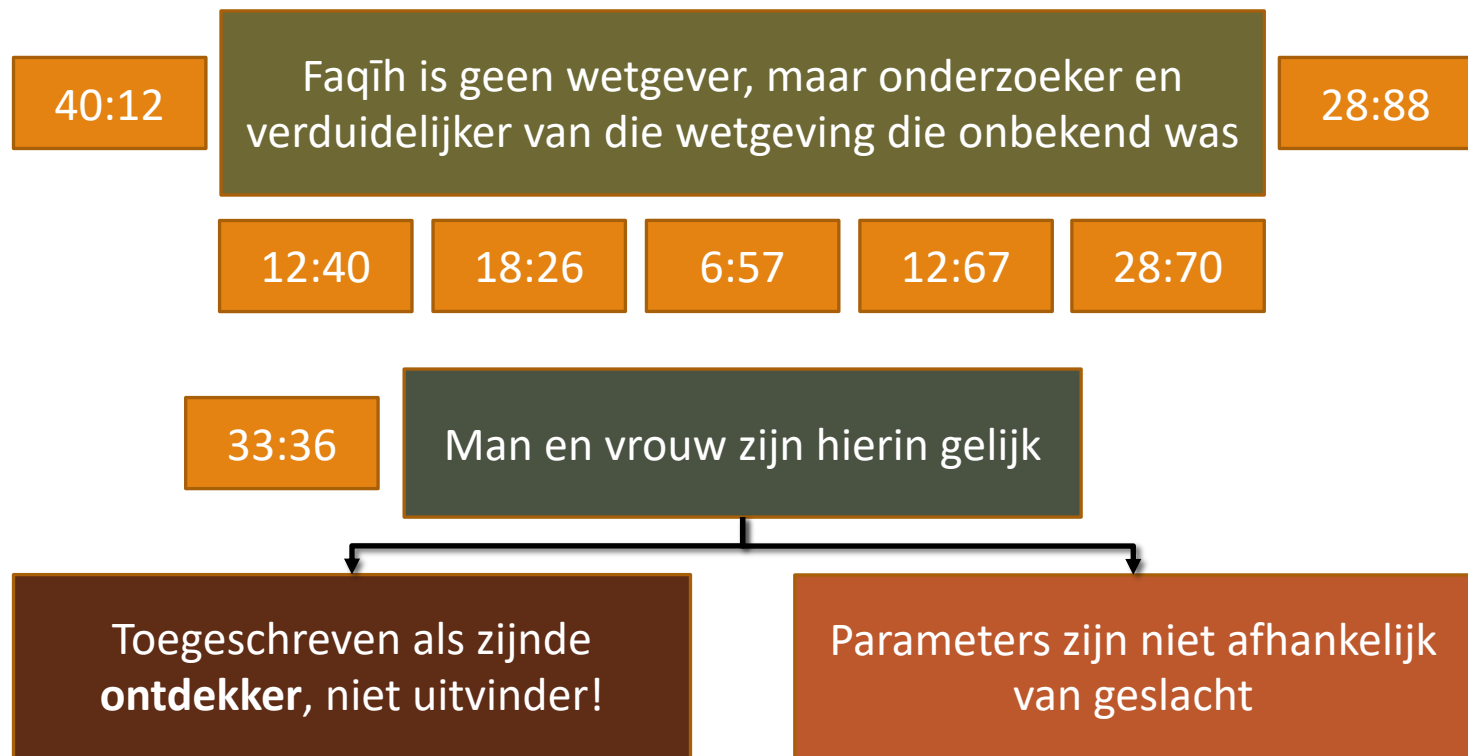 40:12
Faqīh is geen wetgever, maar onderzoeker en
verduidelijker van die wetgeving die onbekend was
28:88
12:40
18:26
6:57
12:67
28:70
33:36
Man en vrouw zijn hierin gelijk
Toegeschreven als zijnde
ontdekker, niet uitvinder!
Parameters zijn niet afhankelijk
van geslacht